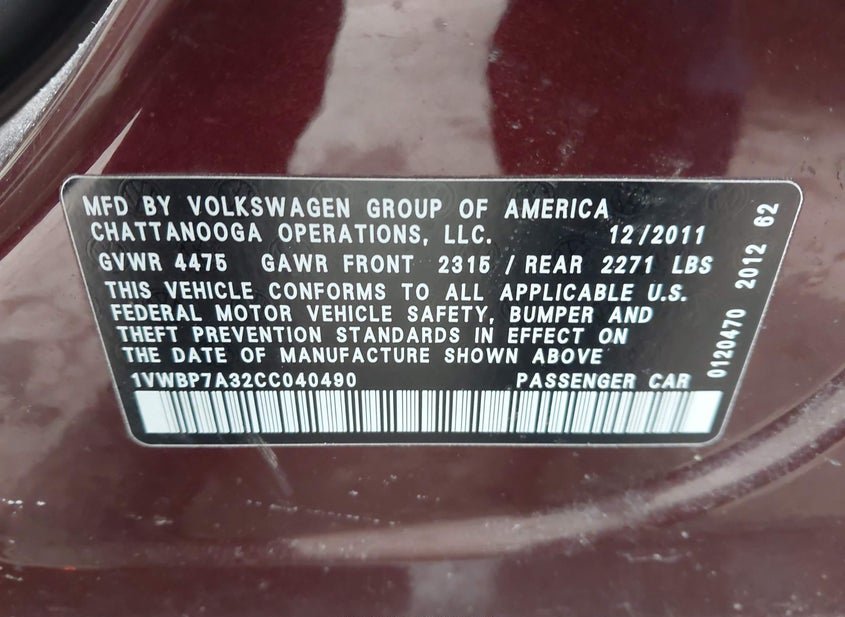 MFD BY VOLKSWAGEN GROUP OF AMERICA
CHATTANOOGA OPERATIONS, LLC. 12/2011
GVWR 4475 GAWR FRONT 2315 / REAR 2271 LBS
THIS VEHICLE CONFORMS TO ALL APPLICABLE U.S.
FEDERAL MOTOR VEHICLE SAFETY, BUMPER AND
THEFT PREVENTION STANDARDS IN EFFECT ON
THE DATE OF MANUFACTURE SHOWN ABOVE
1VWBP7A32CC040490 PASSENGER CAR
0120470 2012 62